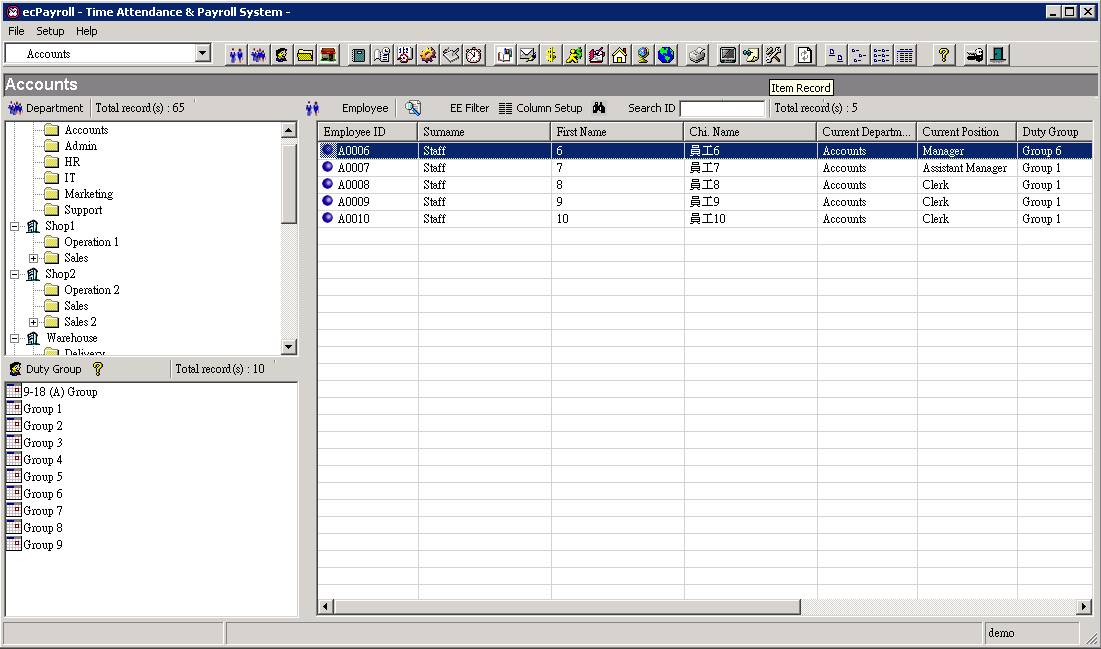 ecPayroll - Time Attendance & Payroll System -
File Setup Help
Accounts
Accounts
Item Record
Department Total record(s) : 65 Employee EE Filter Column Setup Search ID Total record(s) : 5
Accounts
Admin
HR
IT
Marketing
Support
Shop1
Operation 1
Sales
Shop2
Operation 2
Sales
Sales 2
Warehouse
Delivery
Duty Group Total record(s) : 10
9-18 (A) Group
Group 1
Group 2
Group 3
Group 4
Group 5
Group 6
Group 7
Group 8
Group 9
Employee ID Surname First Name Chi. Name Current Departm... Current Position Duty Group
A0006 Staff 6 員工6 Accounts Manager Group 6
A0007 Staff 7 員工7 Accounts Assistant Manager Group 1
A0008 Staff 8 員工8 Accounts Clerk Group 1
A0009 Staff 9 員工9 Accounts Clerk Group 1
A0010 Staff 10 員工10 Accounts Clerk Group 1
demo